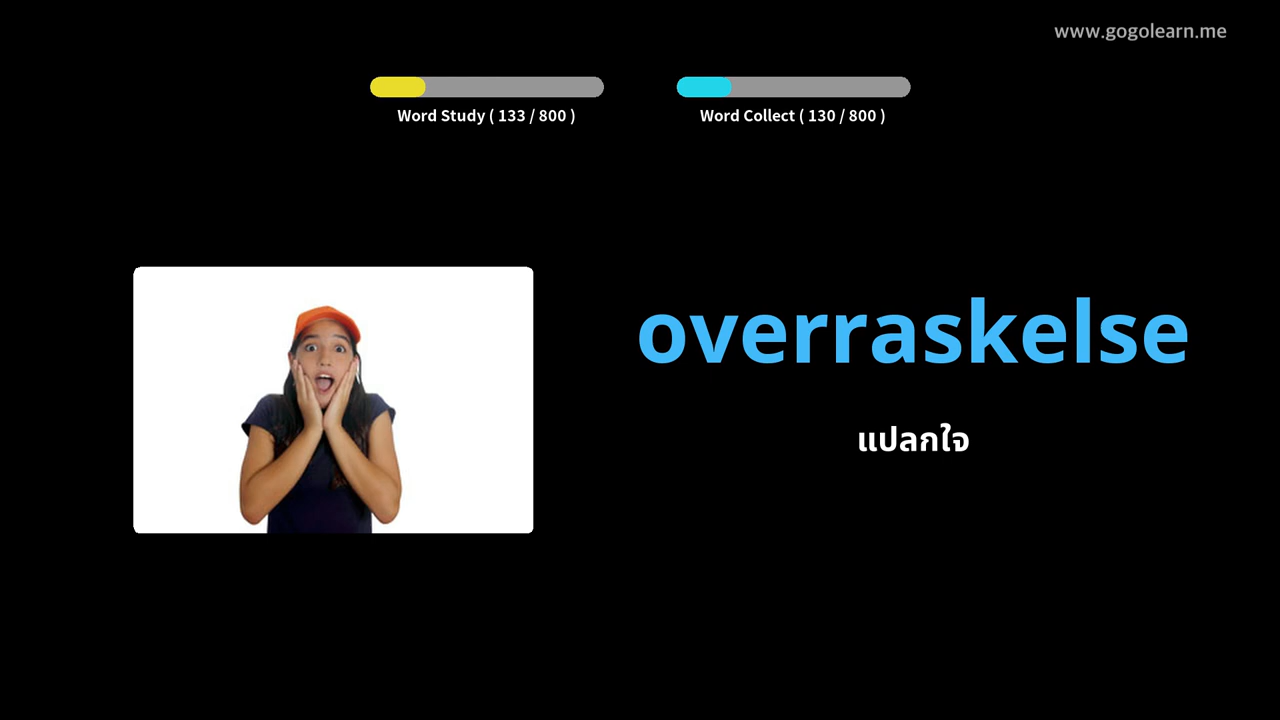 www.gogolearn.me
Word Study ( 133 / 800 )
Word Collect ( 130 / 800 )
overraskelse
แปลกใจ